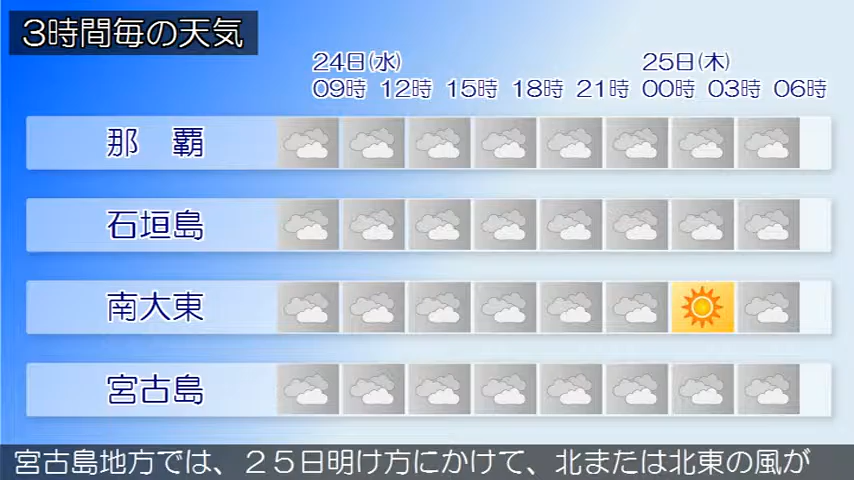 3時間毎の天気
24日(水) 25日(木)
09時 12時 15時 18時 21時 00時 03時 06時
那　覇
石垣島
南大東
宮古島
宮古島地方では、２５日明け方にかけて、北または北東の風が